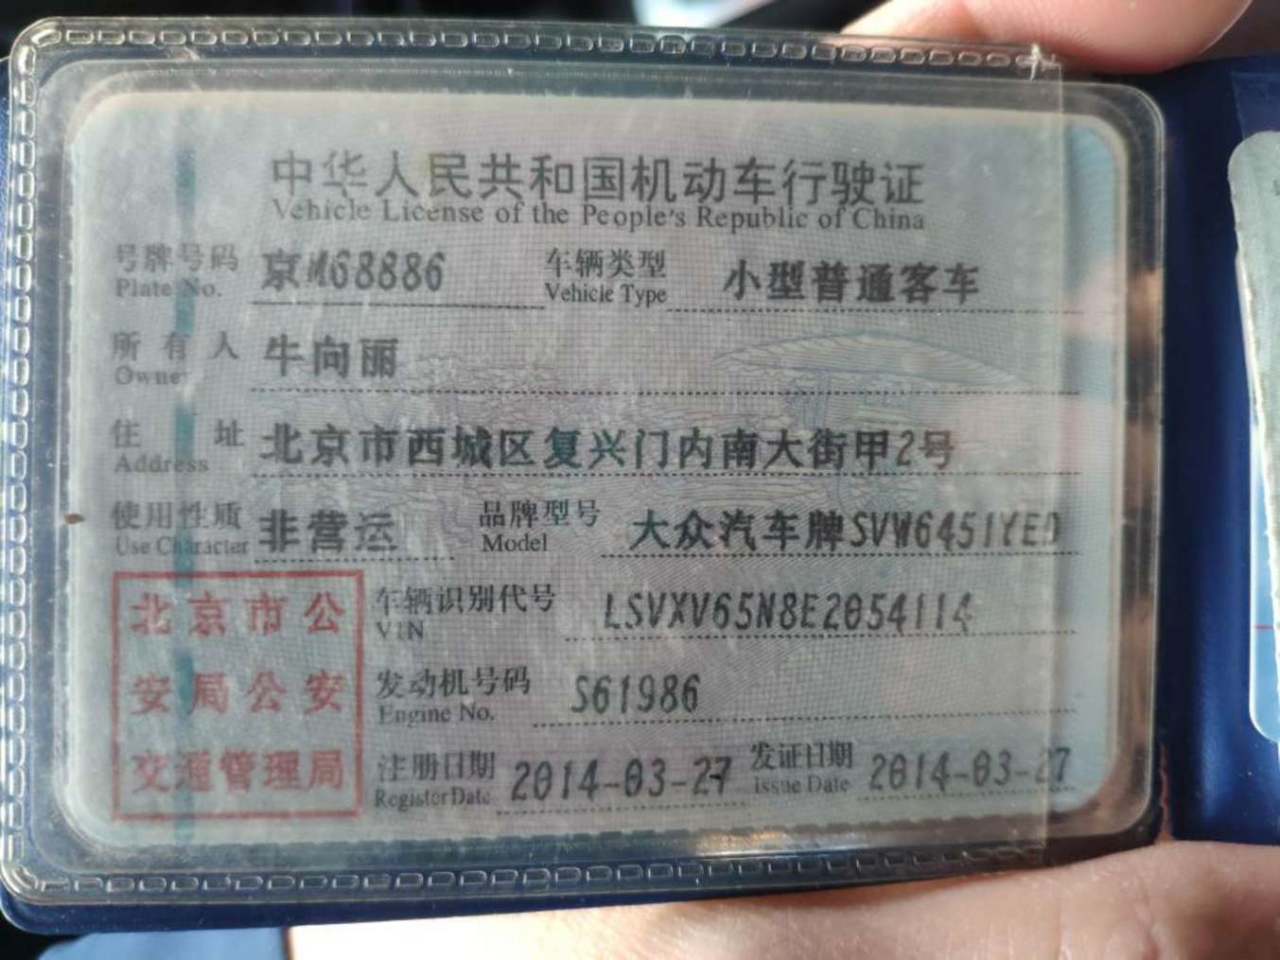 中华人民共和国机动车行驶证
Vehicle License of the People's Republic of China
号牌号码 京M68886 车辆类型 小型普通客车
Plate No. Vehicle Type
所有人 牛向丽
Owner
住址 北京市西城区复兴门内南大街甲2号
Address
使用性质 非营运 品牌型号 大众汽车牌SVW6451YED
Use Character Model
北京市公
安局公安
交通管理局
车辆识别代号 LSVXV65N8E2054114
VIN
发动机号码 S61986
Engine No.
注册日期 2014-03-27 发证日期 2014-03-27
Register Date Issue Date